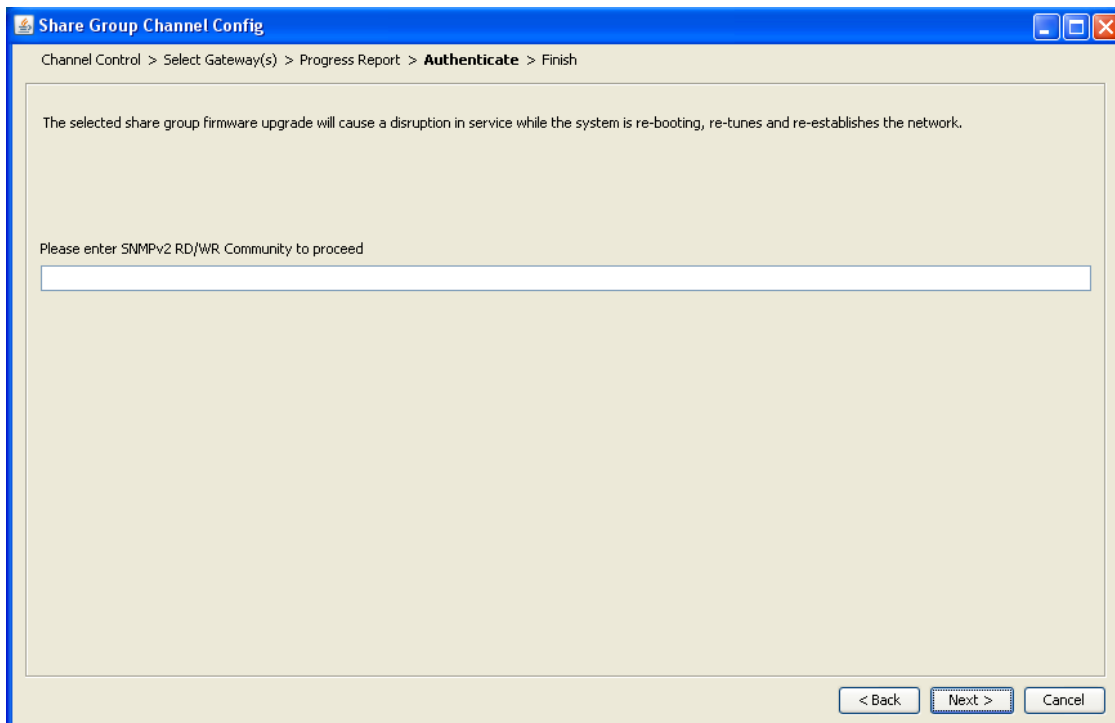 Share Group Channel Config
Channel Control > Select Gateway(s) > Progress Report > Authenticate > Finish
The selected share group firmware upgrade will cause a disruption in service while the system is re-booting, re-tunes and re-establishes the network.
Please enter SNMPv2 RD/WR Community to proceed
< Back Next > Cancel